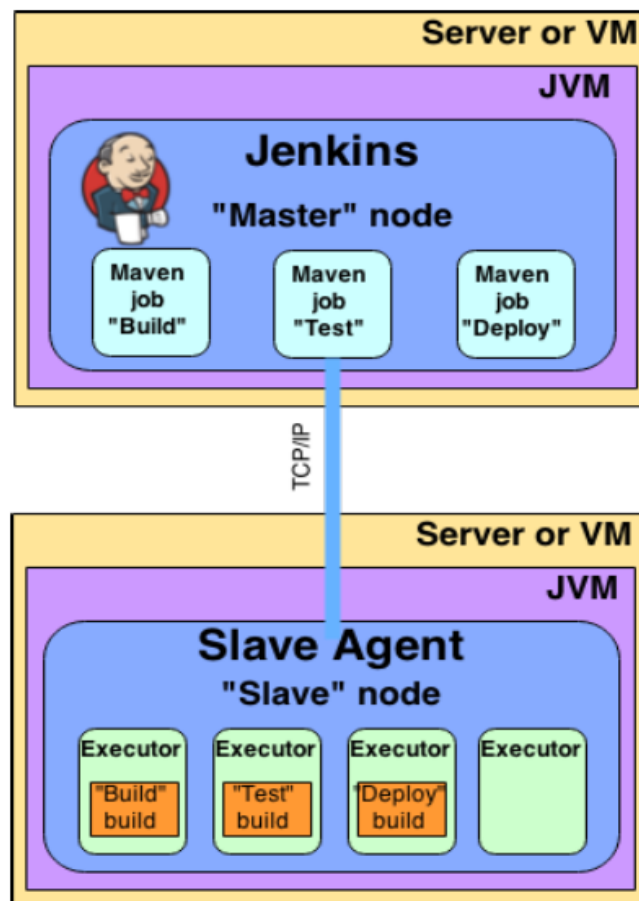 Server or VM
JVM
Jenkins
"Master" node
Maven
job
"Build"
Maven
job
"Test"
Maven
job
"Deploy"
TCP/IP
Server or VM
JVM
Slave Agent
"Slave" node
Executor
"Build"
build
Executor
"Test"
build
Executor
"Deploy"
build
Executor